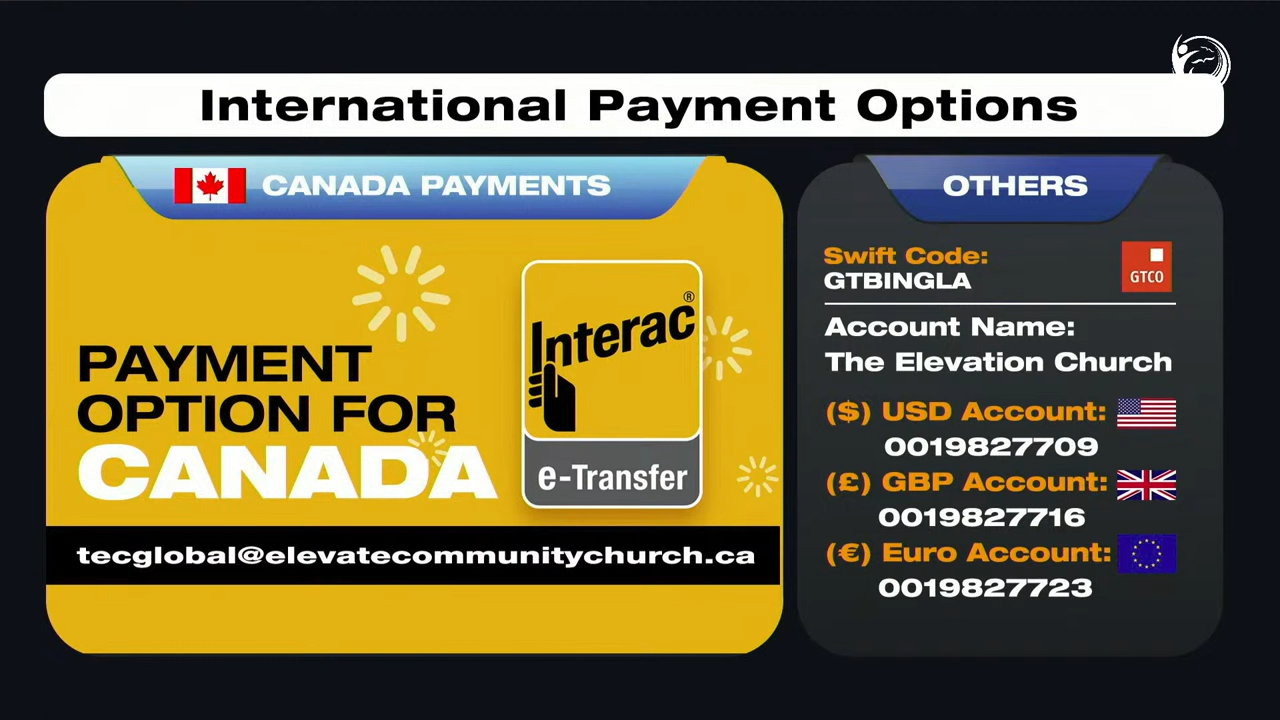 International Payment Options
CANADA PAYMENTS
PAYMENT
OPTION FOR
CANADA
Interac®
e-Transfer
tecglobal@elevatecommunitychurch.ca
OTHERS
Swift Code:
GTBINGLA
GTCO
Account Name:
The Elevation Church
($) USD Account:
0019827709
(£) GBP Account:
0019827716
(€) Euro Account:
0019827723